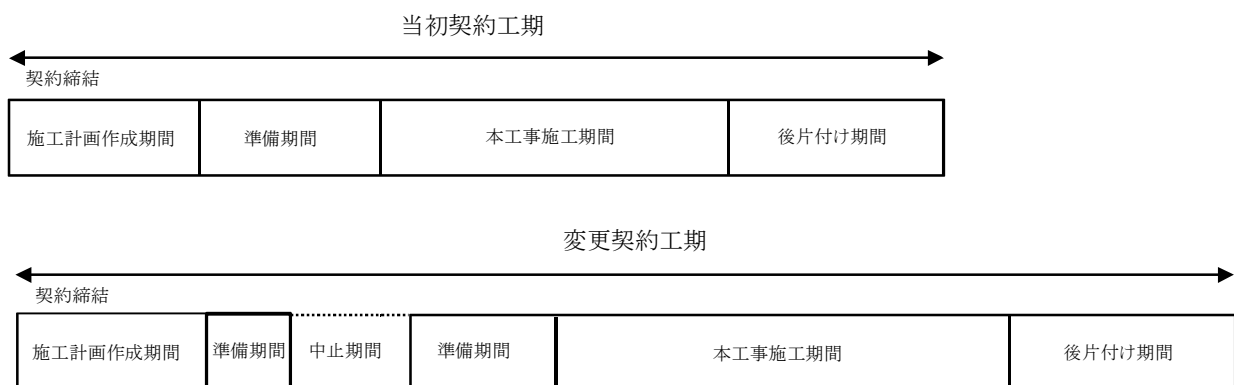 当初契約工期
契約締結
施工計画作成期間 準備期間 本工事施工期間 後片付け期間
変更契約工期
契約締結
施工計画作成期間 準備期間 中止期間 準備期間 本工事施工期間 後片付け期間